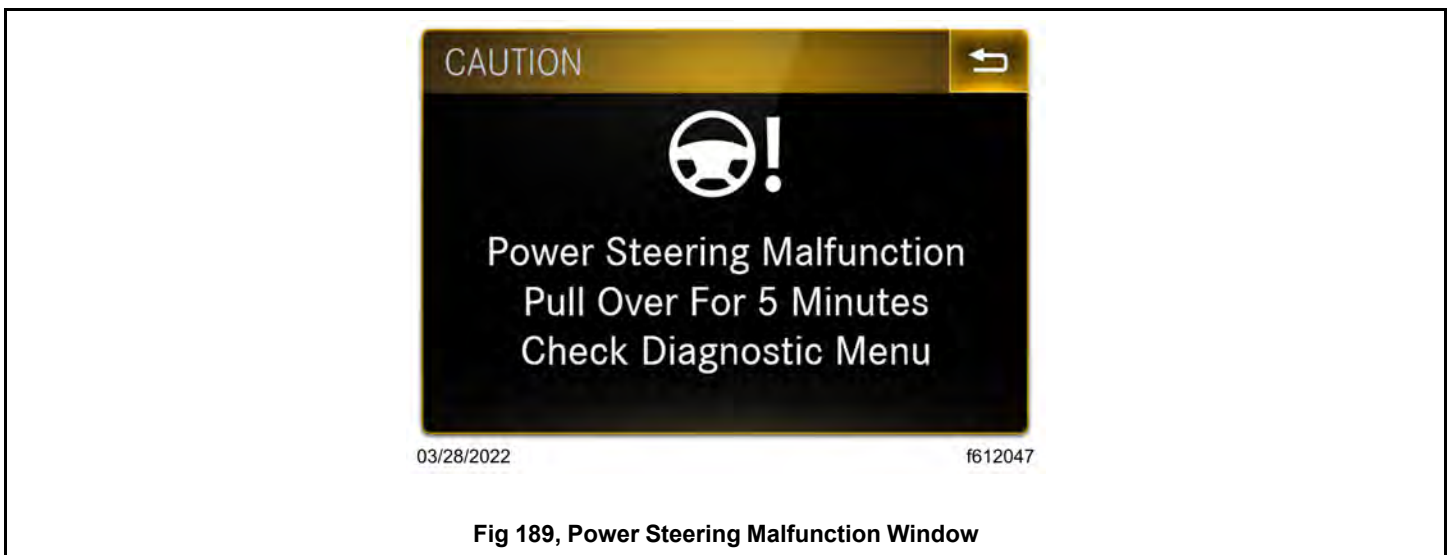 CAUTION
!
Power Steering Malfunction
Pull Over For 5 Minutes
Check Diagnostic Menu
03/28/2022 f612047
Fig 189, Power Steering Malfunction Window